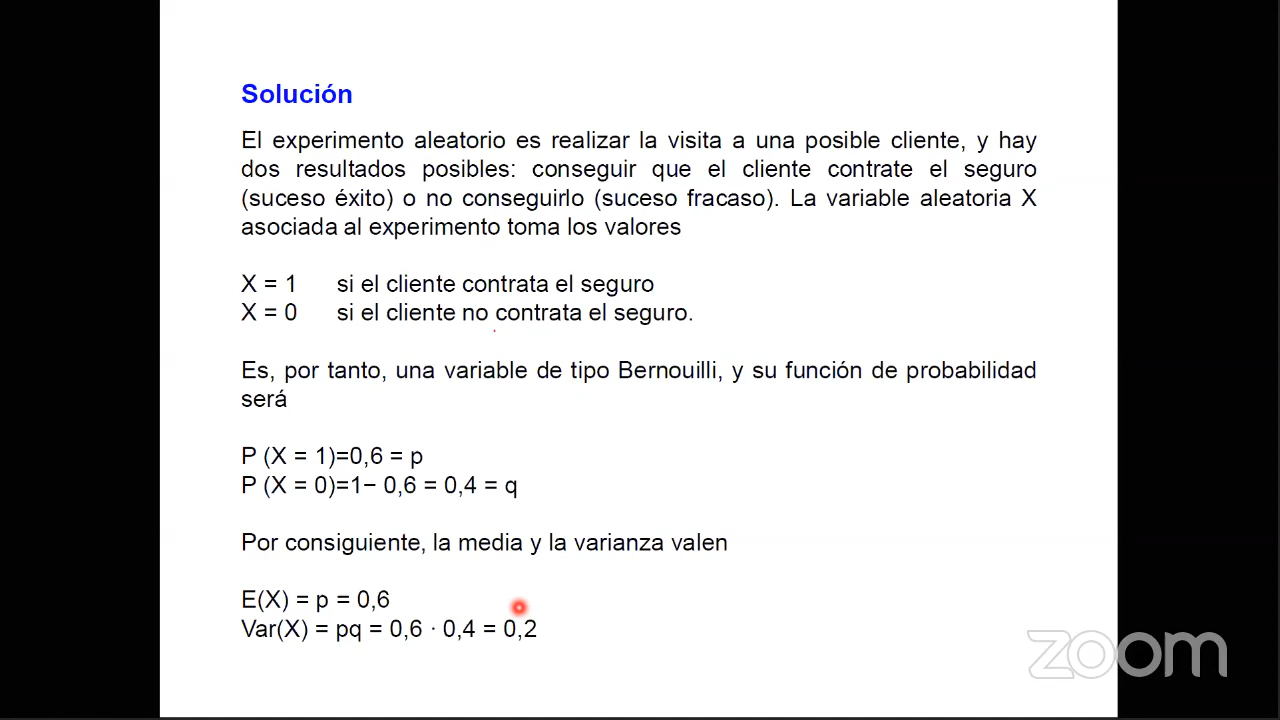 Solución
El experimento aleatorio es realizar la visita a una posible cliente, y hay
dos resultados posibles: conseguir que el cliente contrate el seguro
(suceso éxito) o no conseguirlo (suceso fracaso). La variable aleatoria X
asociada al experimento toma los valores
X = 1 si el cliente contrata el seguro
X = 0 si el cliente no contrata el seguro.
Es, por tanto, una variable de tipo Bernouilli, y su función de probabilidad
será
P (X = 1)=0,6 = p
P (X = 0)=1− 0,6 = 0,4 = q
Por consiguiente, la media y la varianza valen
E(X) = p = 0,6
Var(X) = pq = 0,6 · 0,4 = 0,2
zoom